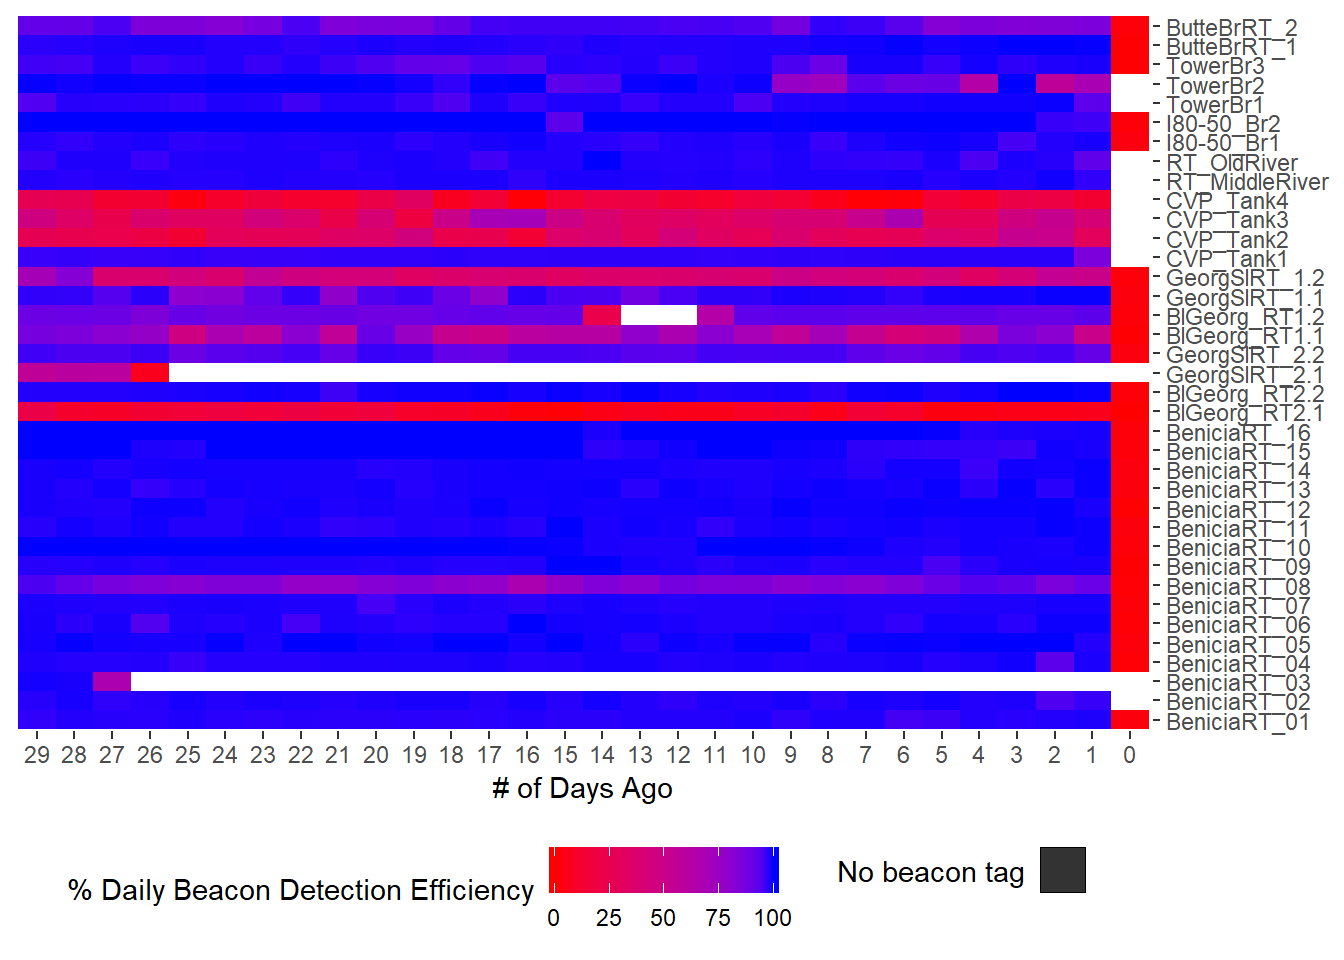 ButteBrRT_2
ButteBrRT_1
TowerBr3
TowerBr2
TowerBr1
I80-50_Br2
I80-50_Br1
RT_OldRiver
RT_MiddleRiver
CVP_Tank4
CVP_Tank3
CVP_Tank2
CVP_Tank1
GeorgSlRT_1.2
GeorgSlRT_1.1
BlGeorg_RT1.2
BlGeorg_RT1.1
GeorgSlRT_2.2
GeorgSlRT_2.1
BlGeorg_RT2.2
BlGeorg_RT2.1
BeniciaRT_16
BeniciaRT_15
BeniciaRT_14
BeniciaRT_13
BeniciaRT_12
BeniciaRT_11
BeniciaRT_10
BeniciaRT_09
BeniciaRT_08
BeniciaRT_07
BeniciaRT_06
BeniciaRT_05
BeniciaRT_04
BeniciaRT_03
BeniciaRT_02
BeniciaRT_01
29 28 27 26 25 24 23 22 21 20 19 18 17 16 15 14 13 12 11 10 9 8 7 6 5 4 3 2 1 0
# of Days Ago
% Daily Beacon Detection Efficiency
0 25 50 75 100
No beacon tag